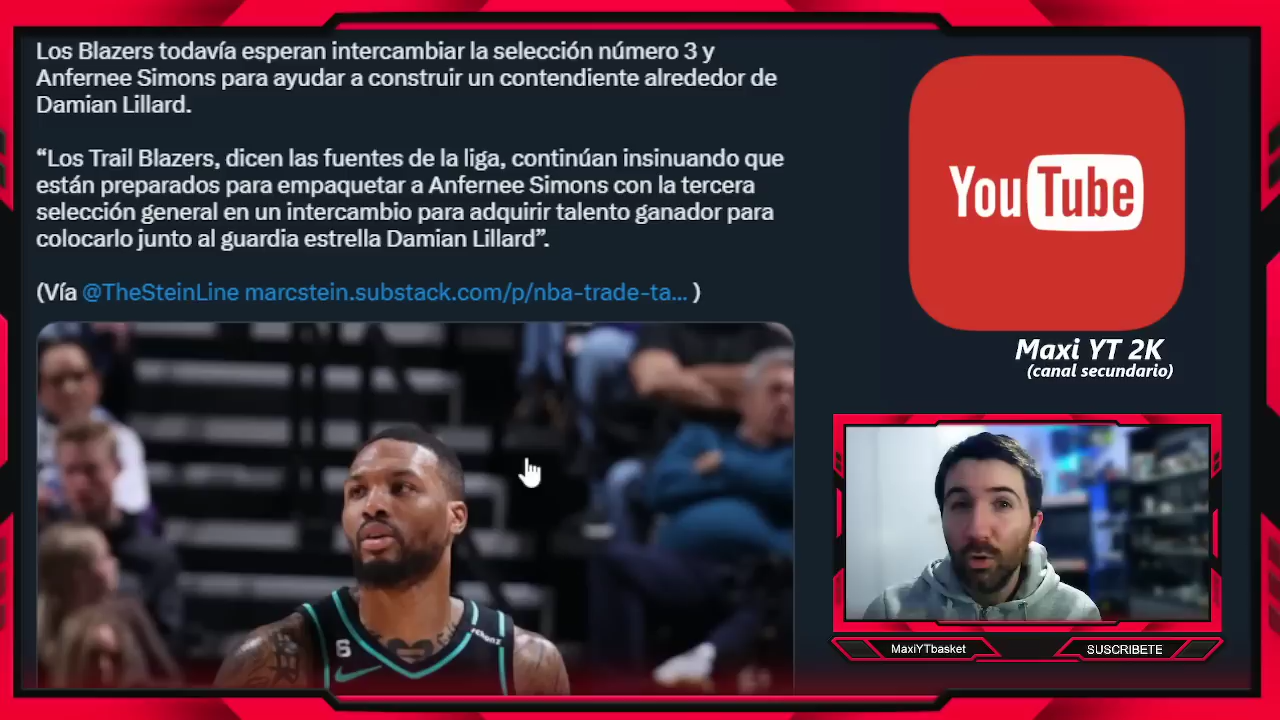 Los Blazers todavía esperan intercambiar la selección número 3 y
Anfernee Simons para ayudar a construir un contendiente alrededor de
Damian Lillard.
“Los Trail Blazers, dicen las fuentes de la liga, continúan insinuando que
están preparados para empaquetar a Anfernee Simons con la tercera
selección general en un intercambio para adquirir talento ganador para
colocarlo junto al guardia estrella Damian Lillard”.
(Vía @TheSteinLine marcstein.substack.com/p/nba-trade-ta... )
6
YouTube
Maxi YT 2K
(canal secundario)
MaxiYTbasket
SUSCRIBETE